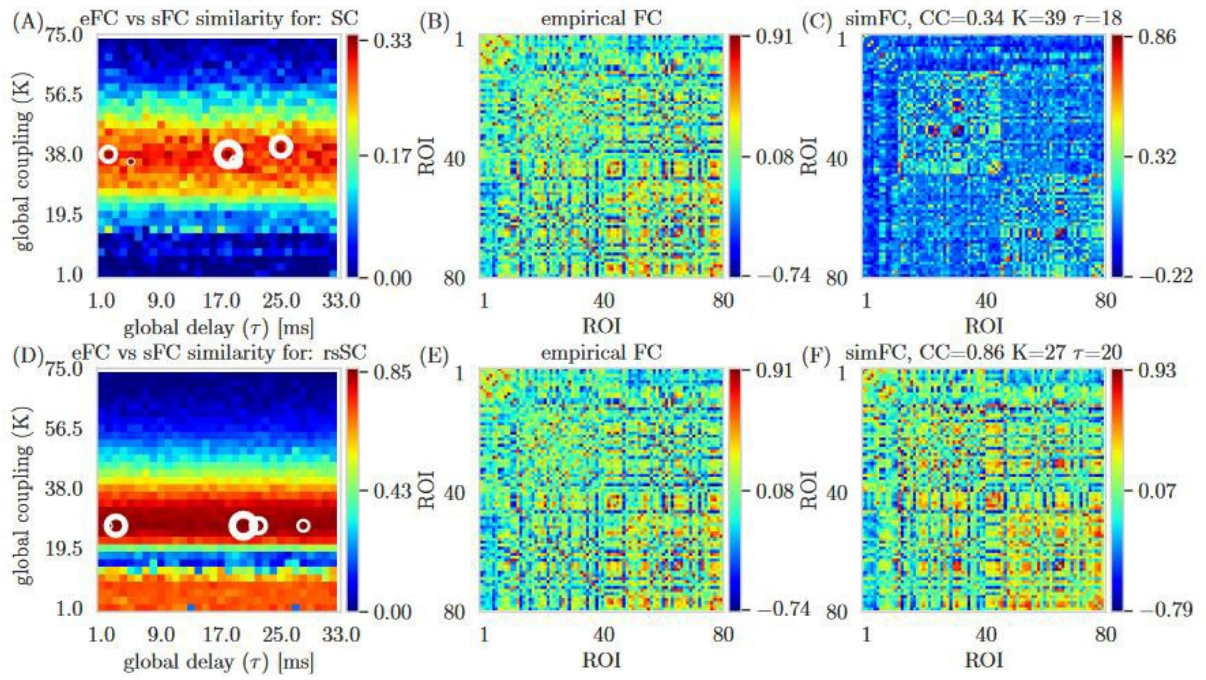 (A) eFC vs sFC similarity for: SC
75.0
56.5
38.0
19.5
1.0
global coupling (K)
1.0 9.0 17.0 25.0 33.0
global delay (τ) [ms]
0.33
0.17
0.00
(B) empirical FC
1
40
80
ROI
1 40 80
ROI
0.91
0.08
−0.74
(C) simFC, CC=0.34 K=39 τ=18
1
40
80
ROI
1 40 80
ROI
0.86
0.32
−0.22
(D) eFC vs sFC similarity for: rsSC
75.0
56.5
38.0
19.5
1.0
global coupling (K)
1.0 9.0 17.0 25.0 33.0
global delay (τ) [ms]
0.85
0.43
0.00
(E) empirical FC
1
40
80
ROI
1 40 80
ROI
0.91
0.08
−0.74
(F) simFC, CC=0.86 K=27 τ=20
1
40
80
ROI
1 40 80
ROI
0.93
0.07
−0.79